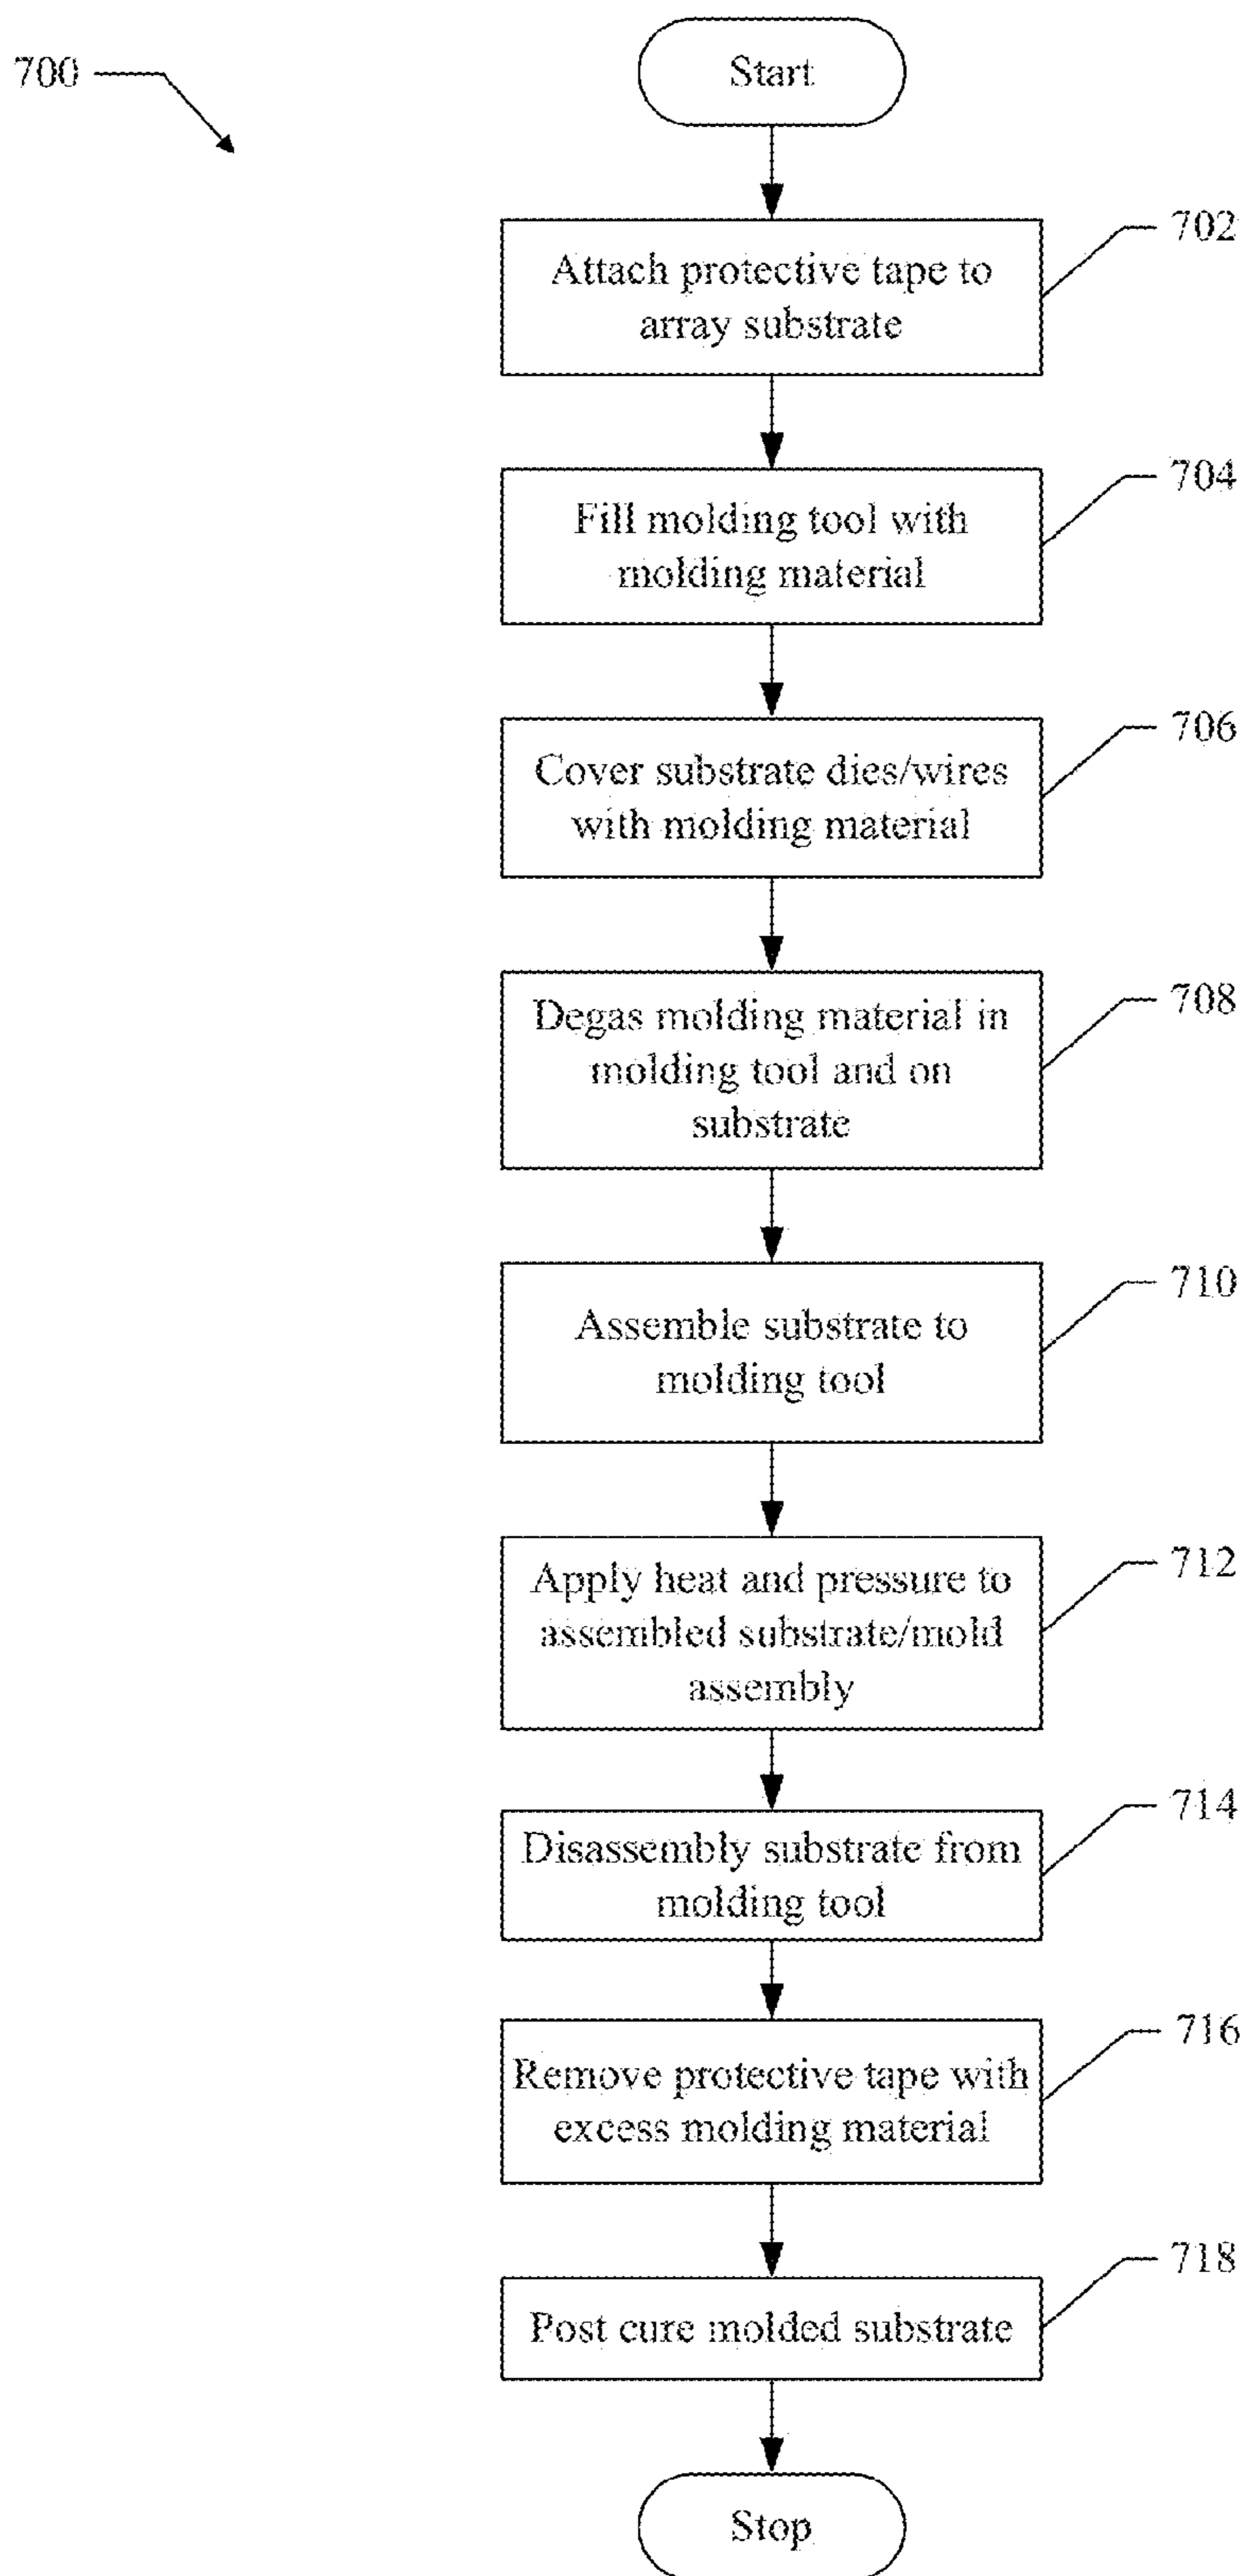 700
Start
702
Attach protective tape to
array substrate
704
Fill molding tool with
molding material
706
Cover substrate dies/wires
with molding material
708
Degas molding material in
molding tool and on
substrate
710
Assemble substrate to
molding tool
712
Apply heat and pressure to
assembled substrate/mold
assembly
714
Disassembly substrate from
molding tool
716
Remove protective tape with
excess molding material
718
Post cure molded substrate
Stop